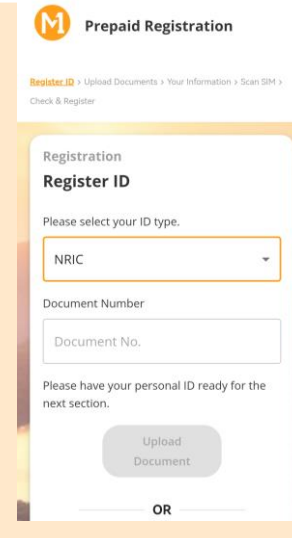 M Prepaid Registration
Register ID > Upload Documents > Your Information > Scan SIM >
Check & Register
Registration
Register ID
Please select your ID type.
NRIC
Document Number
Document No.
Please have your personal ID ready for the
next section.
Upload
Document
OR